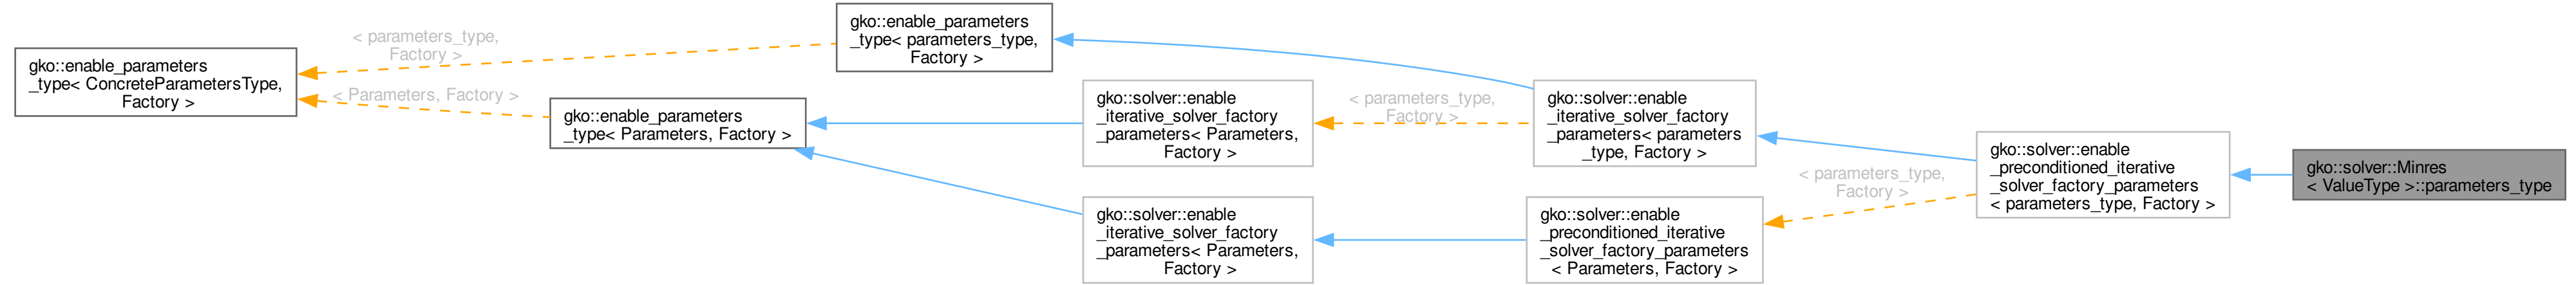 gko::enable_parameters
_type< ConcreteParametersType,
Factory >
< parameters_type,
Factory >
< Parameters, Factory >
gko::enable_parameters
_type< parameters_type,
Factory >
gko::enable_parameters
_type< Parameters, Factory >
gko::solver::enable
_iterative_solver_factory
_parameters< Parameters,
Factory >
gko::solver::enable
_iterative_solver_factory
_parameters< Parameters,
Factory >
< parameters_type,
Factory >
gko::solver::enable
_iterative_solver_factory
_parameters< parameters
_type, Factory >
gko::solver::enable
_preconditioned_iterative
_solver_factory_parameters
< Parameters, Factory >
< parameters_type,
Factory >
gko::solver::enable
_preconditioned_iterative
_solver_factory_parameters
< parameters_type, Factory >
gko::solver::Minres
< ValueType >::parameters_type